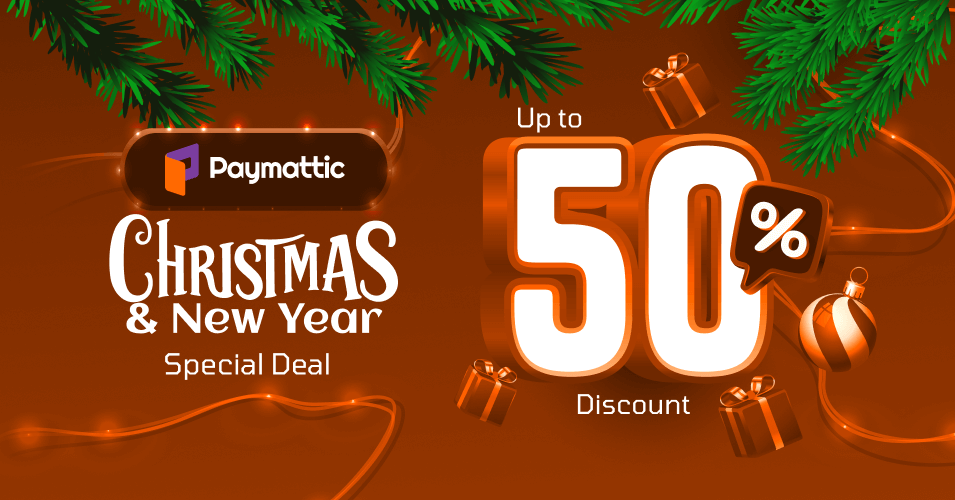 Paymattic
Christmas
& New Year
Special Deal
Up to
50%
Discount